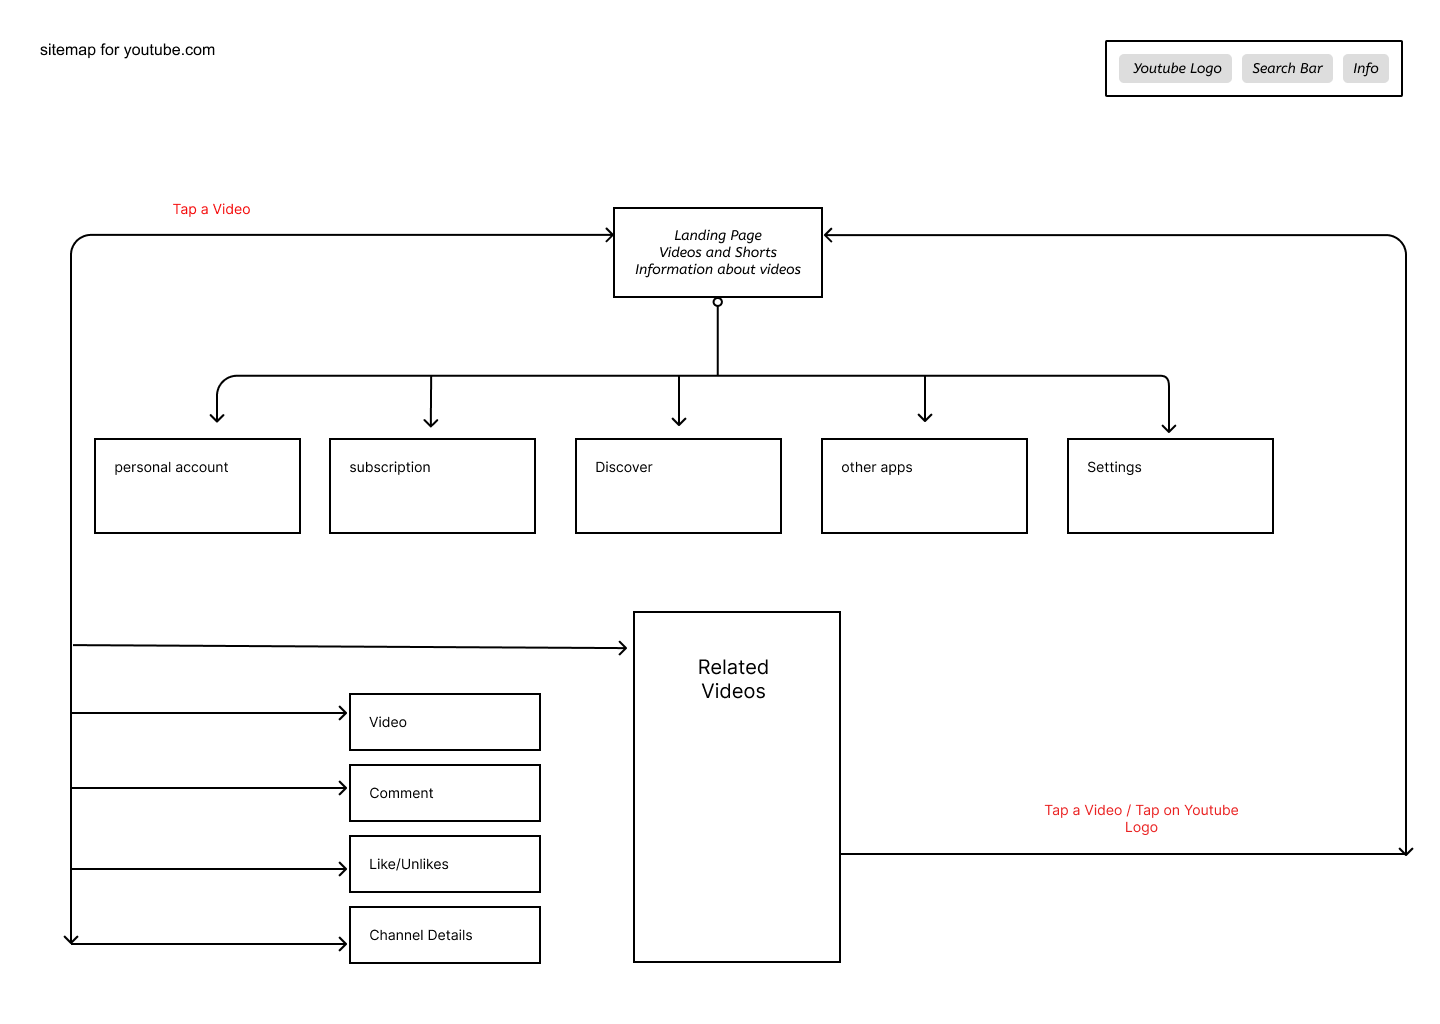 sitemap for youtube.com
Youtube Logo
Search Bar
Info
Tap a Video
Landing Page
Videos and Shorts
Information about videos
personal account
subscription
Discover
other apps
Settings
Related
Videos
Video
Comment
Like/Unlikes
Channel Details
Tap a Video / Tap on Youtube
Logo